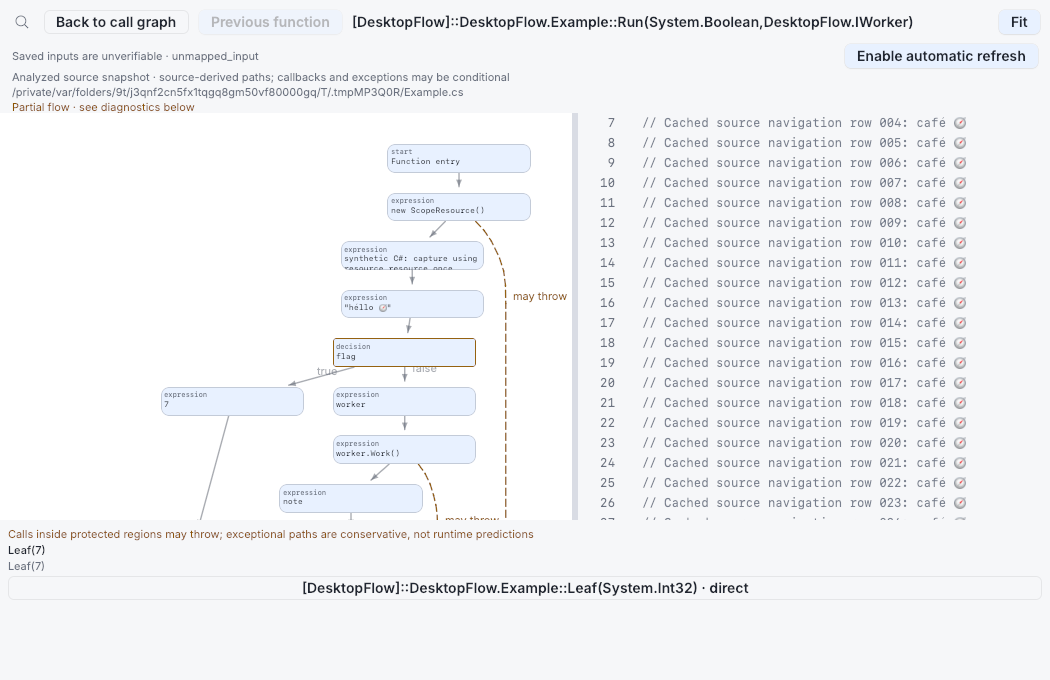 Back to call graph
Previous function
[DesktopFlow]::DesktopFlow.Example::Run(System.Boolean,DesktopFlow.IWorker)
Fit
Saved inputs are unverifiable · unmapped_input
Enable automatic refresh
Analyzed source snapshot · source-derived paths; callbacks and exceptions may be conditional
/private/var/folders/9t/j3qnf2cn5fx1tqgq8gm50vf80000gq/T/.tmpMP3Q0R/Example.cs
Partial flow · see diagnostics below
start
Function entry
expression
new ScopeResource()
expression
synthetic C#: capture using
resource resource once
may throw
expression
"héllo 🧭"
decision
flag
true
false
expression
7
expression
worker
expression
worker.Work()
expression
note
may throw
7 // Cached source navigation row 004: café 🧭
8 // Cached source navigation row 005: café 🧭
9 // Cached source navigation row 006: café 🧭
10 // Cached source navigation row 007: café 🧭
11 // Cached source navigation row 008: café 🧭
12 // Cached source navigation row 009: café 🧭
13 // Cached source navigation row 010: café 🧭
14 // Cached source navigation row 011: café 🧭
15 // Cached source navigation row 012: café 🧭
16 // Cached source navigation row 013: café 🧭
17 // Cached source navigation row 014: café 🧭
18 // Cached source navigation row 015: café 🧭
19 // Cached source navigation row 016: café 🧭
20 // Cached source navigation row 017: café 🧭
21 // Cached source navigation row 018: café 🧭
22 // Cached source navigation row 019: café 🧭
23 // Cached source navigation row 020: café 🧭
24 // Cached source navigation row 021: café 🧭
25 // Cached source navigation row 022: café 🧭
26 // Cached source navigation row 023: café 🧭
Calls inside protected regions may throw; exceptional paths are conservative, not runtime predictions
Leaf(7)
Leaf(7)
[DesktopFlow]::DesktopFlow.Example::Leaf(System.Int32) · direct